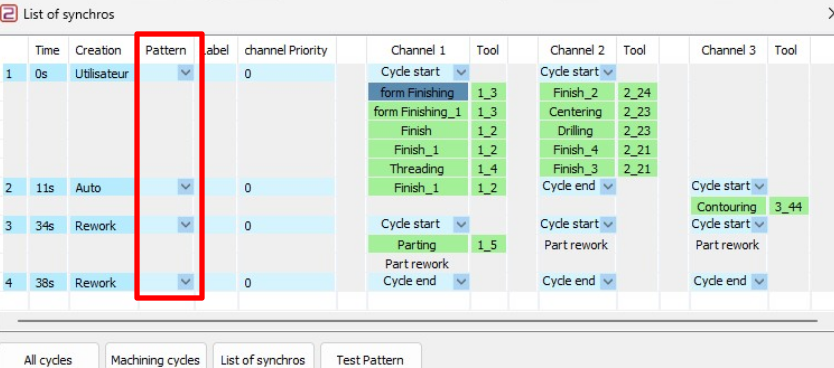 List of synchros
Time Creation Pattern Label channel Priority Channel 1 Tool Channel 2 Tool Channel 3 Tool
1 0s Utilisateur 0 Cycle start Cycle start
form Finishing 1_3 Finish_2 2_24
form Finishing_1 1_3 Centering 2_23
Finish 1_2 Drilling 2_23
Finish_1 1_2 Finish_4 2_21
Threading 1_4 Finish_3 2_21
2 11s Auto 0 Finish_1 1_2 Cycle end Cycle start
Contouring 3_44
3 34s Rework 0 Cycle start Cycle start Cycle start
Parting 1_5 Part rework Part rework
Part rework
4 38s Rework 0 Cycle end Cycle end Cycle end
All cycles Machining cycles List of synchros Test Pattern